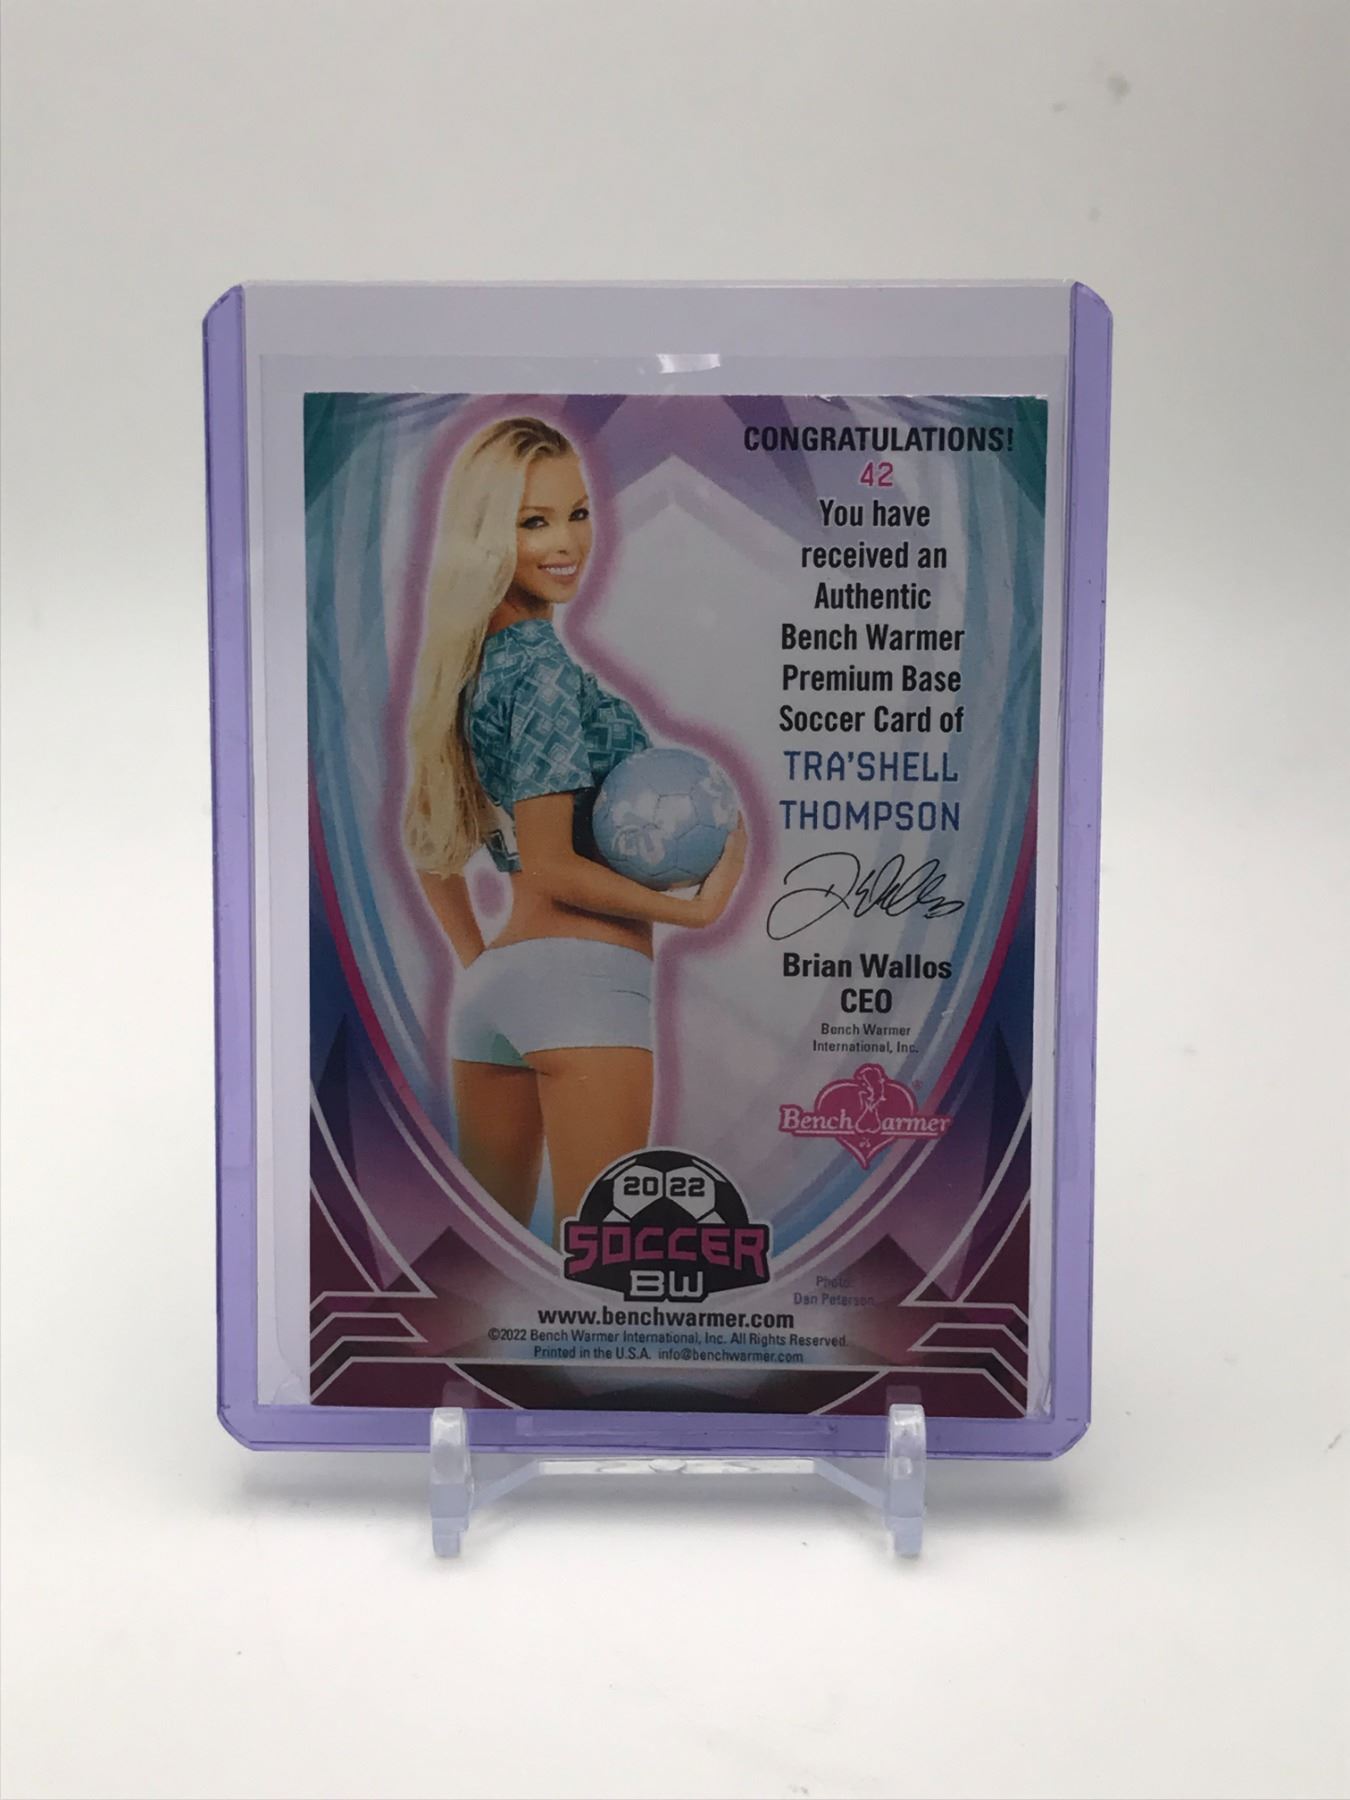 CONGRATULATIONS!
42
You have
received an
Authentic
Bench Warmer
Premium Base
Soccer Card of
TRA'SHELL
THOMPSON
Brian Wallos
CEO
Bench Warmer
International, Inc.
Bench Warmer ®
2022
SOCCER
BW
Photo:
Dan Peterson
www.benchwarmer.com
©2022 Bench Warmer International, Inc. All Rights Reserved.
Printed in the U.S.A. info@benchwarmer.com